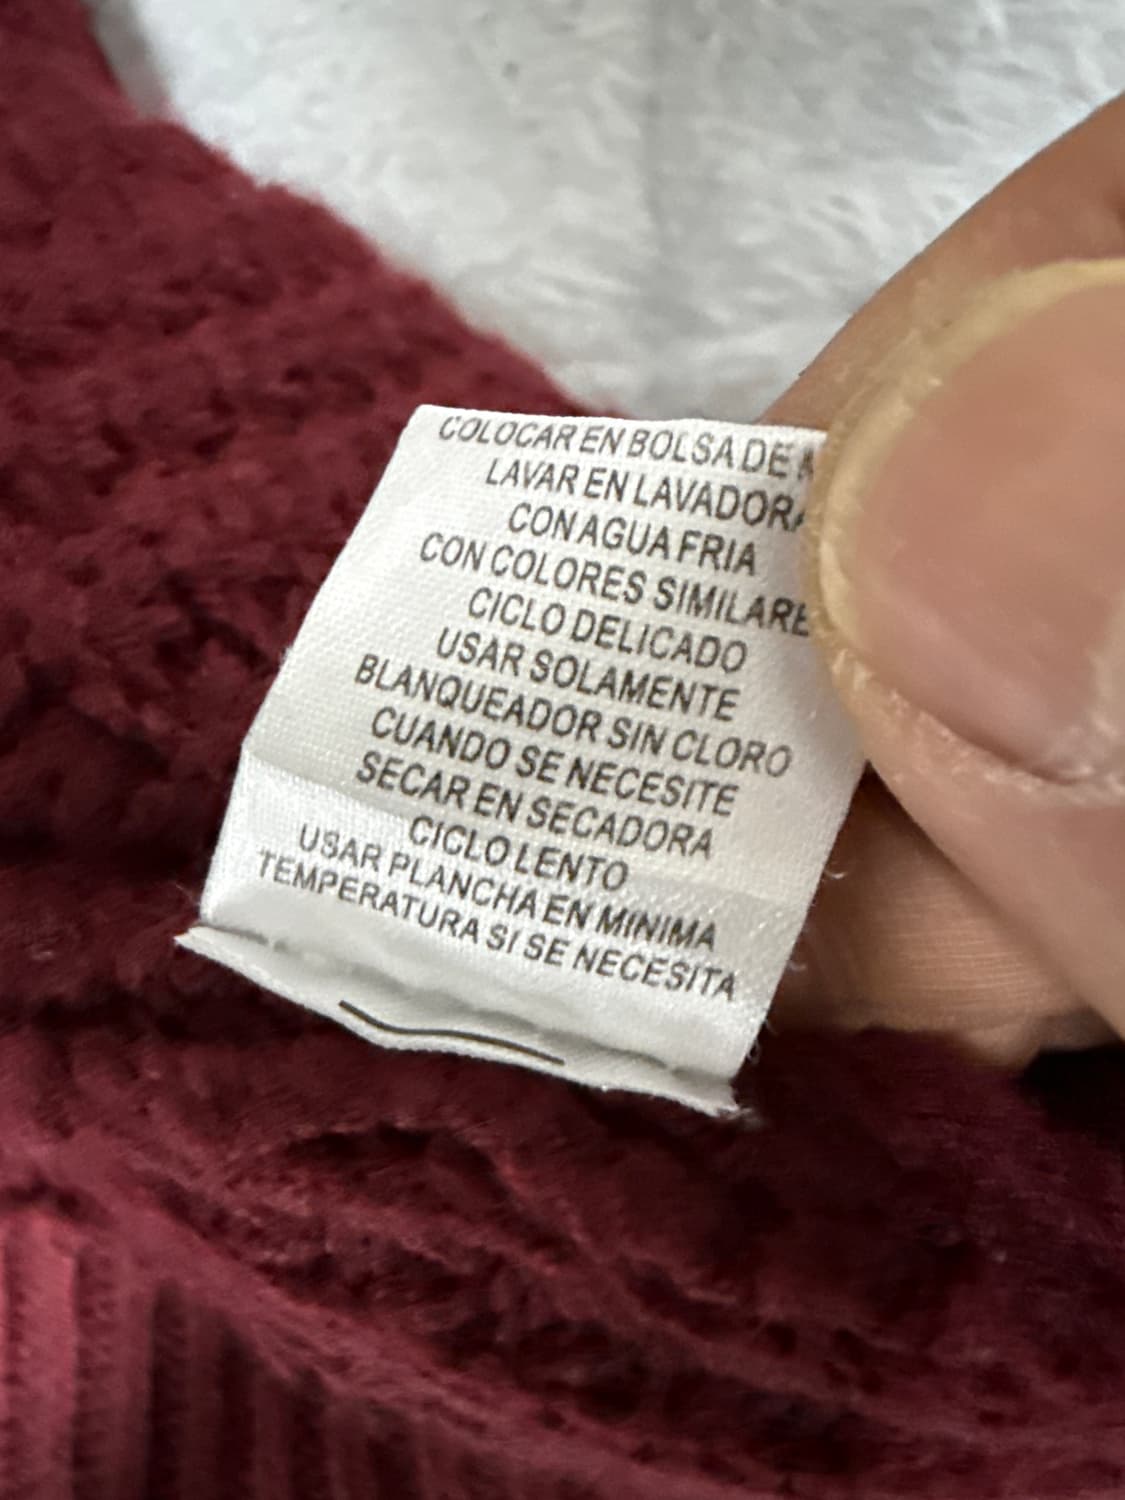 COLOCAR EN BOLSA DE
LAVAR EN LAVADORA
CON AGUA FRIA
CON COLORES SIMILARE
CICLO DELICADO
USAR SOLAMENTE
BLANQUEADOR SIN CLORO
CUANDO SE NECESITE
SECAR EN SECADORA
CICLO LENTO
USAR PLANCHA EN MINIMA
TEMPERATURA SI SE NECESITA